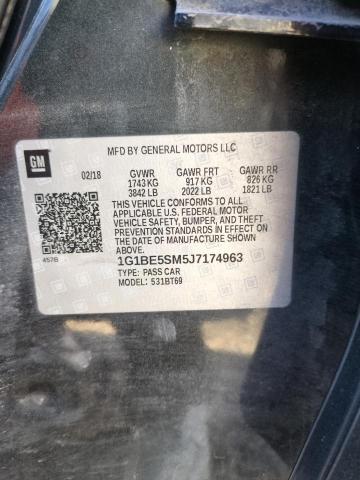 MFD BY GENERAL MOTORS LLC
GM
02/18 GVWR GAWR FRT GAWR RR
1743 KG 917 KG 826 KG
3842 LB 2022 LB 1821 LB
THIS VEHICLE CONFORMS TO ALL
APPLICABLE U.S. FEDERAL MOTOR
VEHICLE SAFETY, BUMPER, AND THEFT
PREVENTION STANDARDS IN EFFECT ON
THE DATE OF MANUFACTURE SHOWN
ABOVE.
457B
1G1BE5SM5J7174963
TYPE: PASS CAR
MODEL: 531BT69